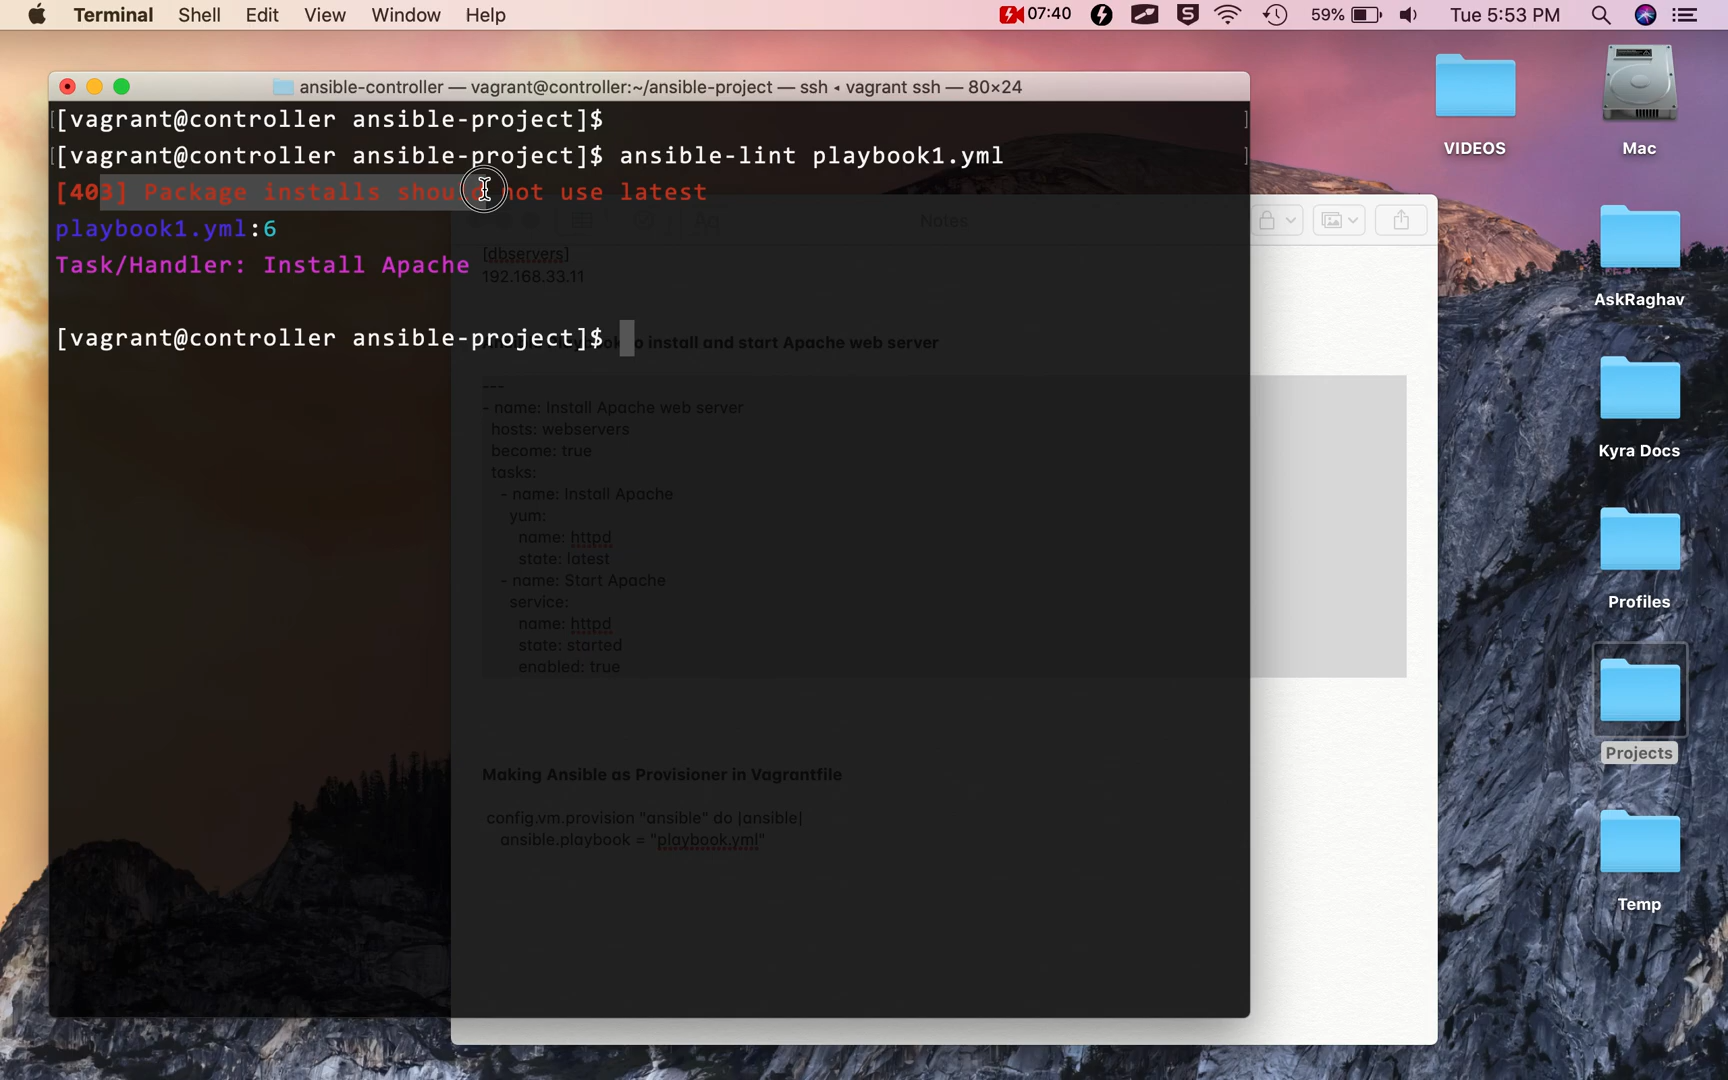 Terminal Shell Edit View Window Help 07:40 59% Tue 5:53 PM
ansible-controller — vagrant@controller:~/ansible-project — ssh ◂ vagrant ssh — 80×24
[vagrant@controller ansible-project]$
[vagrant@controller ansible-project]$ ansible-lint playbook1.yml
[403] Package installs should not use latest
playbook1.yml:6
Task/Handler: Install Apache
[vagrant@controller ansible-project]$
Notes
[dbservers]
192.168.33.11
to install and start Apache web server
---
- name: Install Apache web server
hosts: webservers
become: true
tasks:
- name: Install Apache
yum:
name: httpd
state: latest
- name: Start Apache
service:
name: httpd
state: started
enabled: true
Making Ansible as Provisioner in Vagrantfile
config.vm.provision "ansible" do |ansible|
ansible.playbook = "playbook.yml"
VIDEOS
Mac
AskRaghav
Kyra Docs
Profiles
Projects
Temp